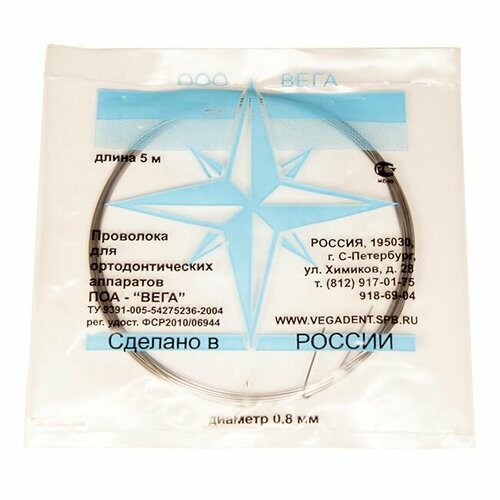 ООО ВЕГА
длина 5 м
Проволока
для
ортодонтических
аппаратов
ПОА - "ВЕГА"
ТУ 9391-005-54275236-2004
рег. удост. ФСР2010/06944
РОССИЯ, 195030,
г. С-Петербург,
ул. Химиков, д. 28
т. (812) 917-01-75
918-69-04
WWW.VEGADENT.SPB.RU
Сделано в РОССИИ
диаметр 0,8 мм